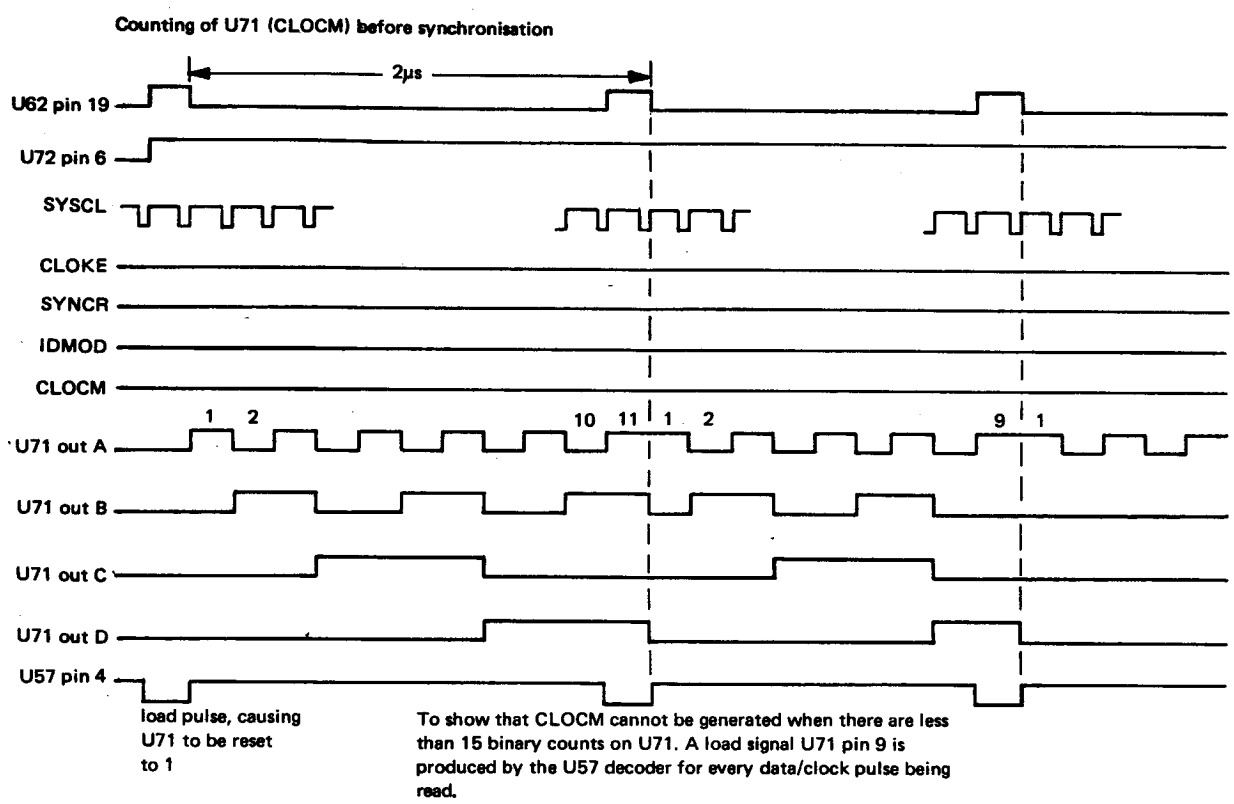 Counting of U71 (CLOCM) before synchronisation
2µs
U62 pin 19
U72 pin 6
SYSCL
CLOKE
SYNCR
IDMOD
CLOCM
1 2 10 11 1 2 9 1
U71 out A
U71 out B
U71 out C
U71 out D
U57 pin 4
load pulse, causing
U71 to be reset
to 1
To show that CLOCM cannot be generated when there are less
than 15 binary counts on U71. A load signal U71 pin 9 is
produced by the U57 decoder for every data/clock pulse being
read.